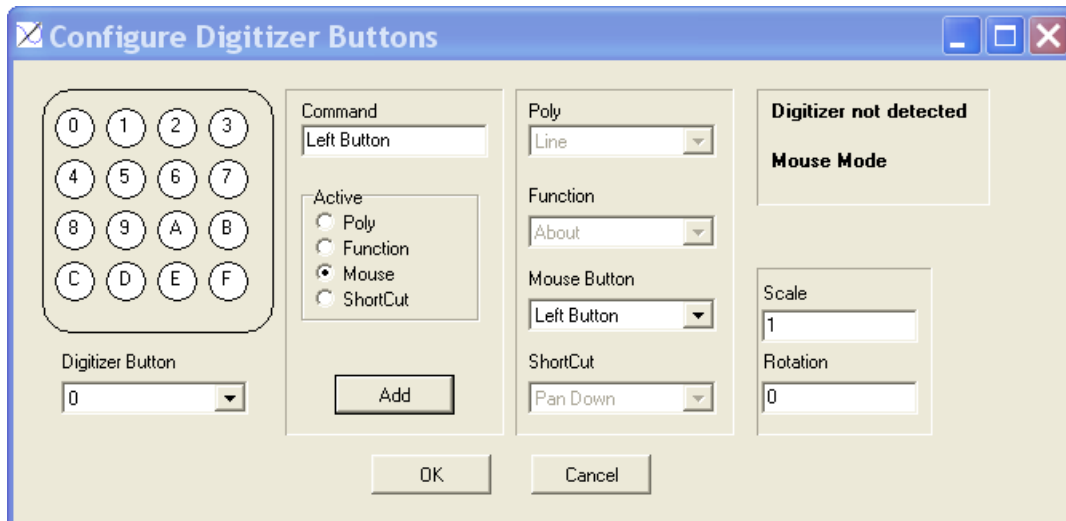 Configure Digitizer Buttons
0 1 2 3
4 5 6 7
8 9 A B
C D E F
Digitizer Button
0
Command
Left Button
Active
Poly
Function
Mouse
ShortCut
Add
Poly
Line
Function
About
Mouse Button
Left Button
ShortCut
Pan Down
Digitizer not detected
Mouse Mode
Scale
1
Rotation
0
OK
Cancel